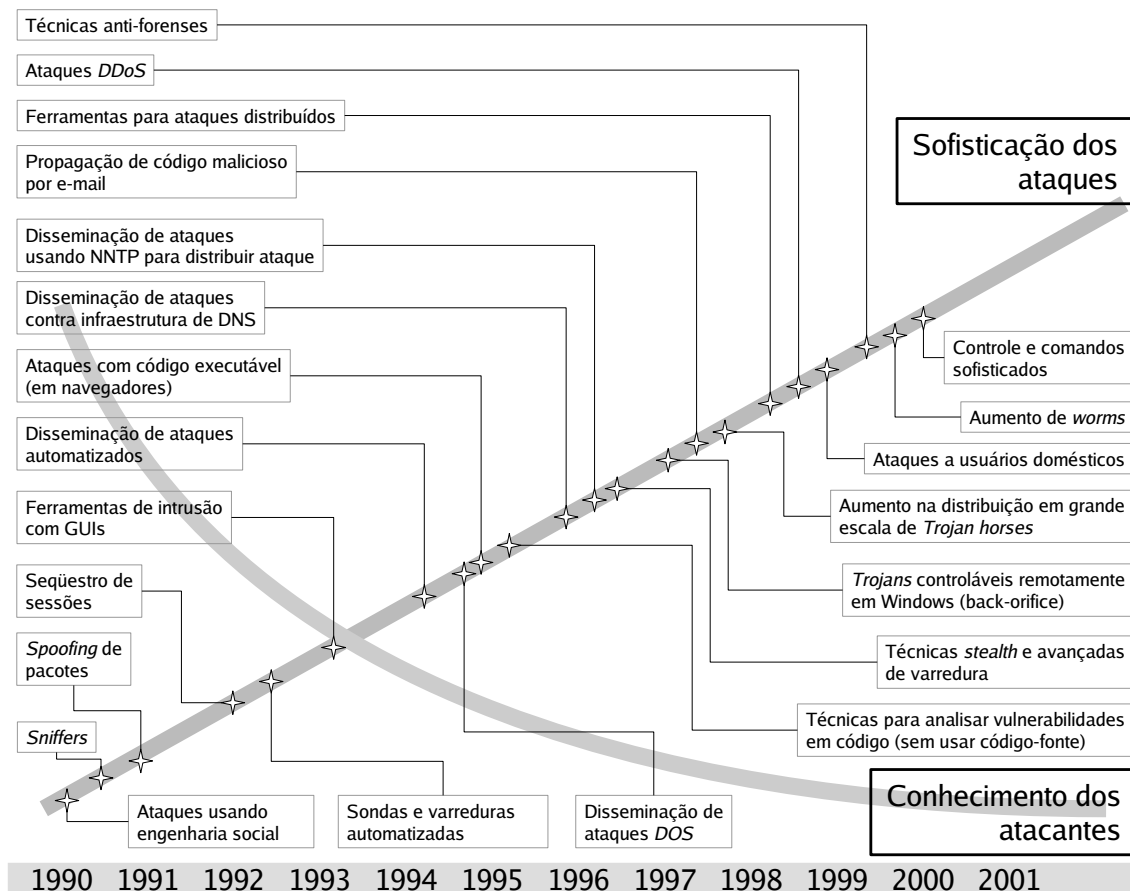 Técnicas anti-forenses
Ataques DDoS
Ferramentas para ataques distribuídos
Propagação de código malicioso
por e-mail
Disseminação de ataques
usando NNTP para distribuir ataque
Disseminação de ataques
contra infraestrutura de DNS
Ataques com código executável
(em navegadores)
Disseminação de ataques
automatizados
Ferramentas de intrusão
com GUIs
Seqüestro de
sessões
Spoofing de
pacotes
Sniffers
Ataques usando
engenharia social
Sondas e varreduras
automatizadas
Disseminação de
ataques DOS
Sofisticação dos
ataques
Controle e comandos
sofisticados
Aumento de worms
Ataques a usuários domésticos
Aumento na distribuição em grande
escala de Trojan horses
Trojans controláveis remotamente
em Windows (back-orifice)
Técnicas stealth e avançadas
de varredura
Técnicas para analisar vulnerabilidades
em código (sem usar código-fonte)
Conhecimento dos
atacantes
1990 1991 1992 1993 1994 1995 1996 1997 1998 1999 2000 2001